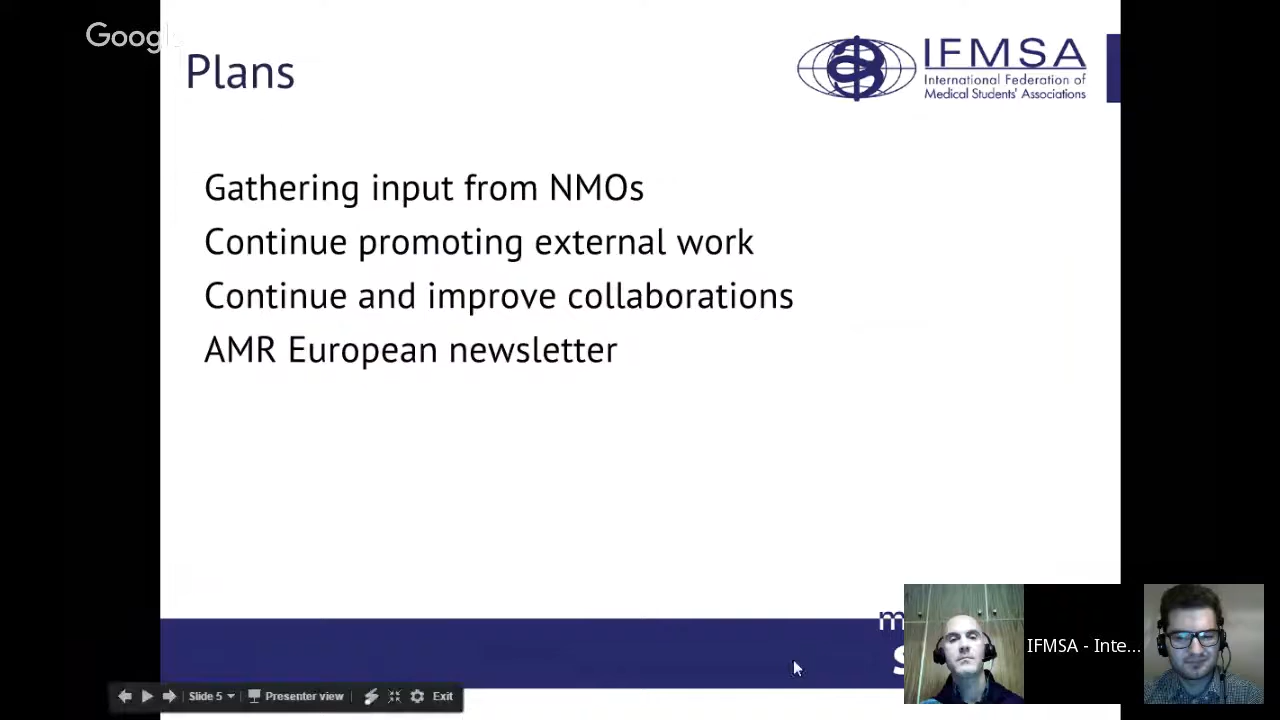 Plans
IFMSA
International Federation of
Medical Students' Associations
Gathering input from NMOs
Continue promoting external work
Continue and improve collaborations
AMR European newsletter
IFMSA - Inte...
Slide 5
Presenter view
Exit